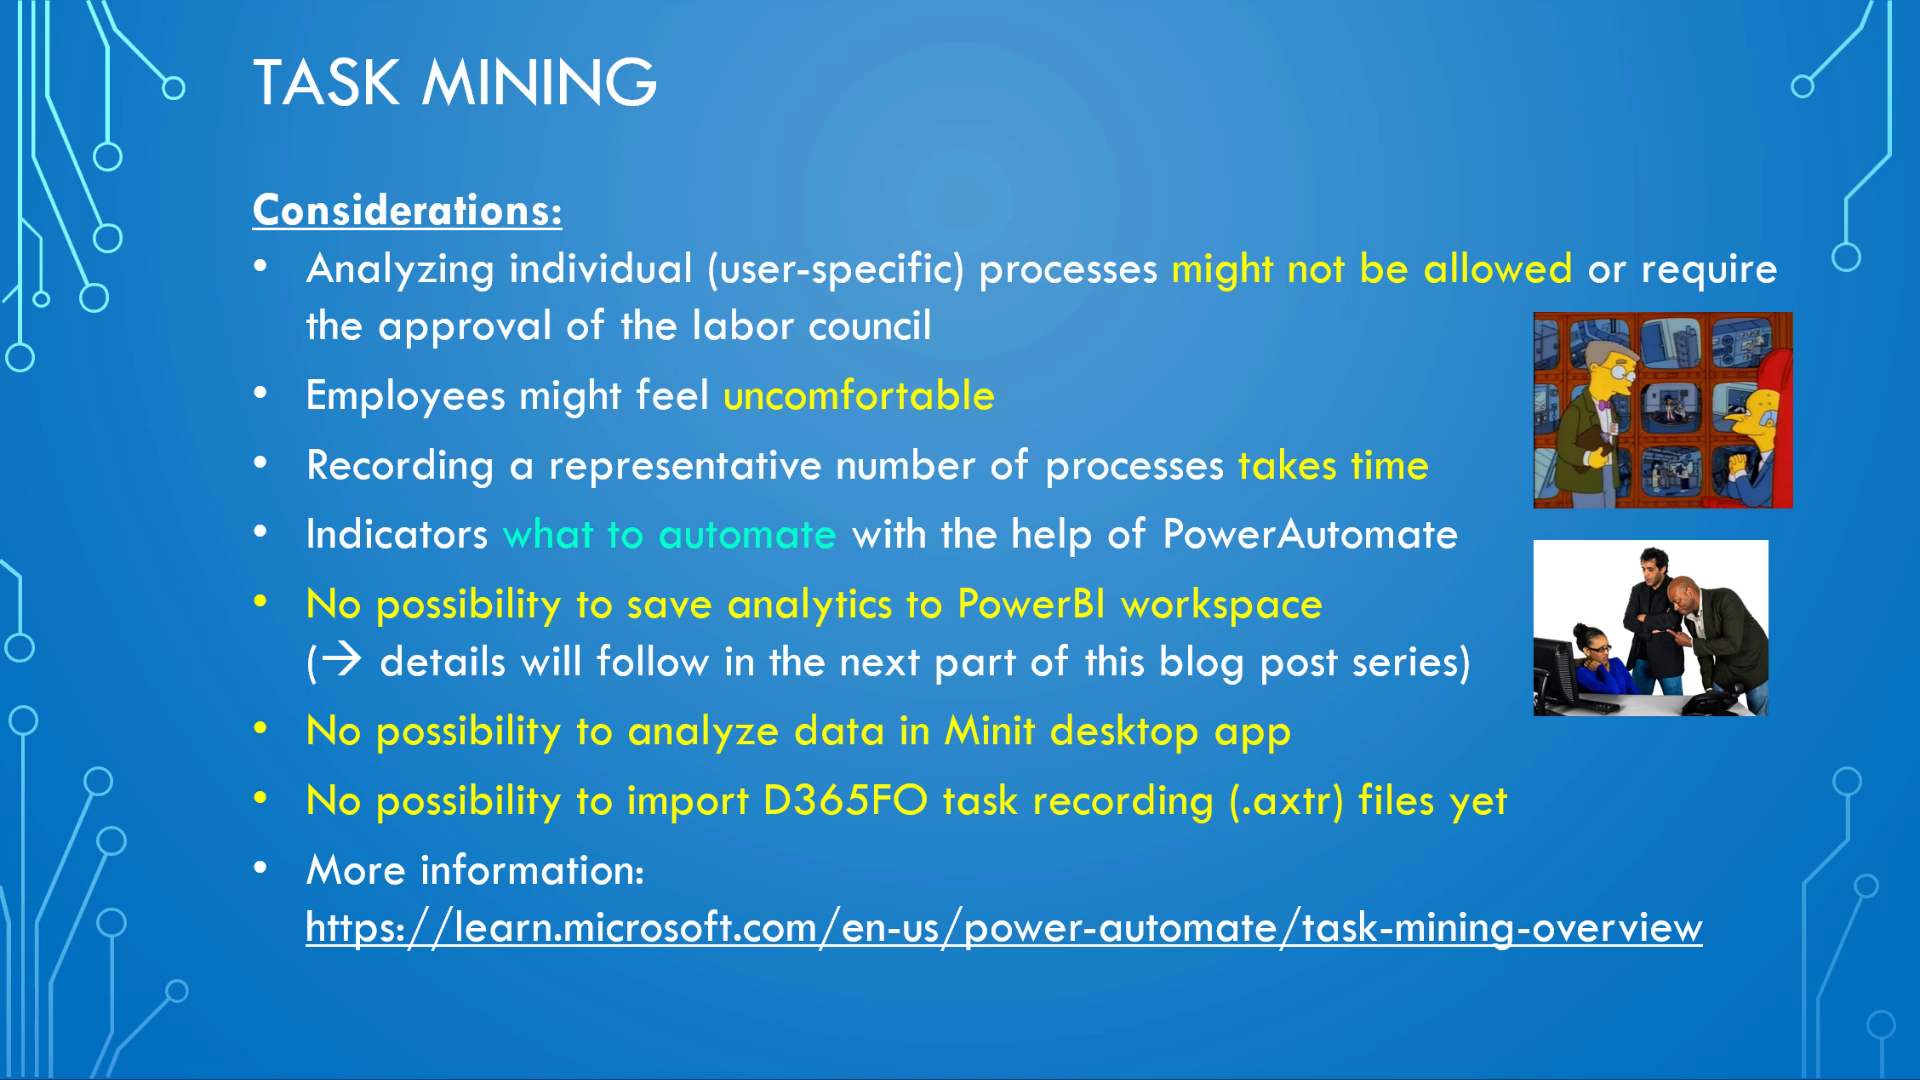 TASK MINING
Considerations:
• Analyzing individual (user-specific) processes might not be allowed or require
the approval of the labor council
• Employees might feel uncomfortable
• Recording a representative number of processes takes time
• Indicators what to automate with the help of PowerAutomate
• No possibility to save analytics to PowerBI workspace
(→ details will follow in the next part of this blog post series)
• No possibility to analyze data in Minit desktop app
• No possibility to import D365FO task recording (.axtr) files yet
• More information:
https://learn.microsoft.com/en-us/power-automate/task-mining-overview